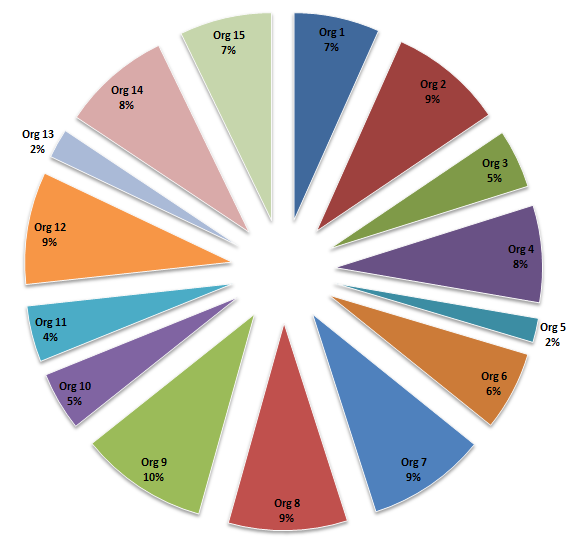 Org 1
7%
Org 2
9%
Org 3
5%
Org 4
8%
Org 5
2%
Org 6
6%
Org 7
9%
Org 8
9%
Org 9
10%
Org 10
5%
Org 11
4%
Org 12
9%
Org 13
2%
Org 14
8%
Org 15
7%